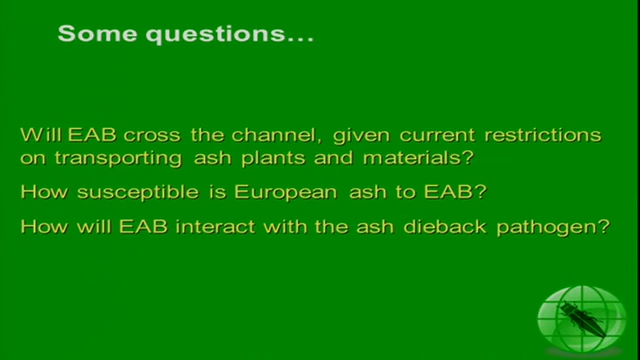 Some questions...
Will EAB cross the channel, given current restrictions
on transporting ash plants and materials?
How susceptible is European ash to EAB?
How will EAB interact with the ash dieback pathogen?